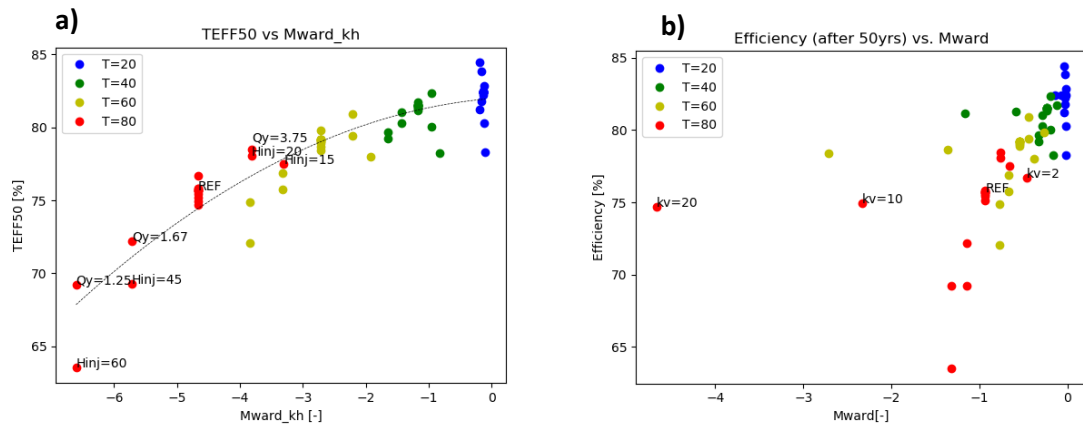 a)
TEFF50 vs Mward_kh
T=20
T=40
T=60
T=80
Qy=3.75
Hinj=20
Hinj=15
REF
Qy=1.67
Qy=1.25
Hinj=45
Hinj=60
85
80
75
70
65
TEFF50 [%]
−6
−5
−4
−3
−2
−1
0
Mward_kh [-]
b)
Efficiency (after 50yrs) vs. Mward
T=20
T=40
T=60
T=80
kv=2
REF
kv=10
kv=20
85
80
75
70
65
Efficiency [%]
−4
−3
−2
−1
0
Mward[-]